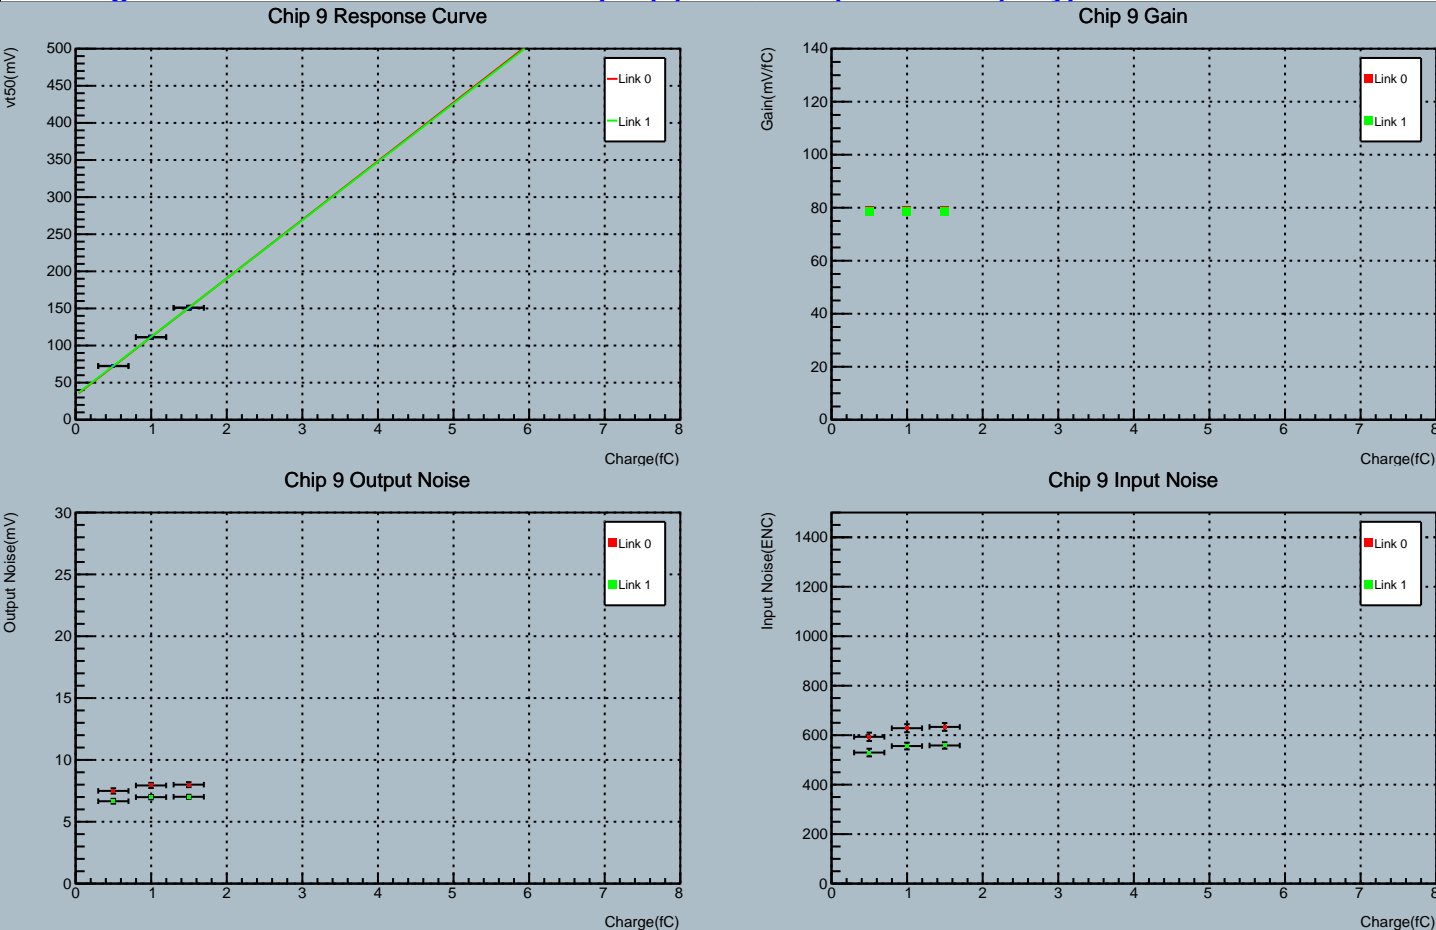 Chip 9 Response Curve
vt50(mV)
500
450
400
350
300
250
200
150
100
50
0
0 1 2 3 4 5 6 7 8
Charge(fC)
Link 0
Link 1
Chip 9 Gain
Gain(mV/fC)
140
120
100
80
60
40
20
0
0 1 2 3 4 5 6 7 8
Charge(fC)
Link 0
Link 1
Chip 9 Output Noise
Output Noise(mV)
30
25
20
15
10
5
0
0 1 2 3 4 5 6 7 8
Charge(fC)
Link 0
Link 1
Chip 9 Input Noise
Input Noise(ENC)
1400
1200
1000
800
600
400
200
0
0 1 2 3 4 5 6 7 8
Charge(fC)
Link 0
Link 1